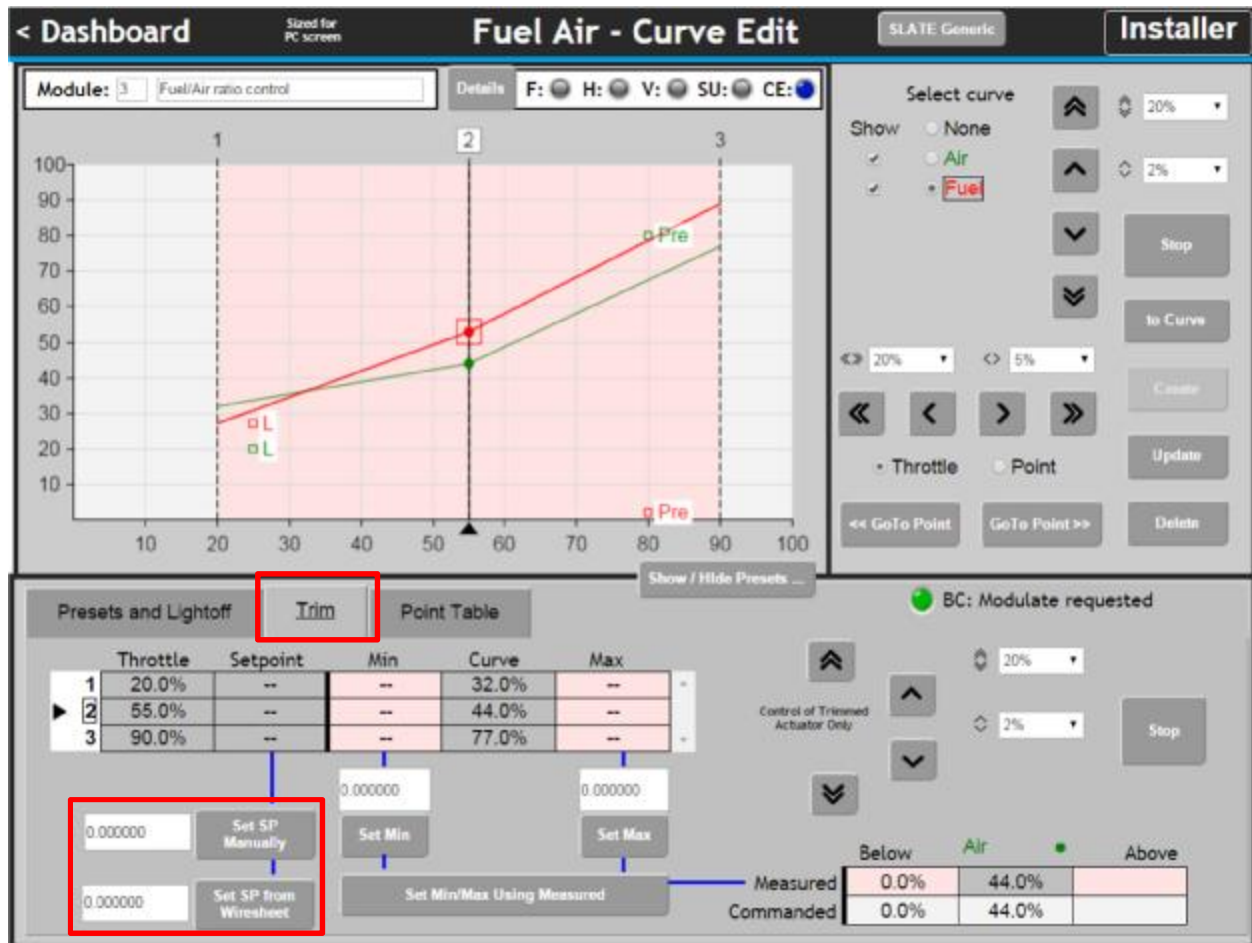 < Dashboard
Sized for
PC screen
Fuel Air - Curve Edit
SLATE Generic
Installer
Module: 3 Fuel/Air ratio control
Details
F: H: V: SU: CE:
1 2 3
100
90
80
70
60
50
40
30
20
10
Pre
L
L
Pre
10 20 30 40 50 60 70 80 90 100
Show / Hide Presets ...
Select curve
Show None
Air
Fuel
20%
2%
Stop
to Curve
Create
Update
Delete
20% 5%
Throttle Point
<< GoTo Point
GoTo Point >>
Presets and Lightoff
Trim
Point Table
BC: Modulate requested
Throttle Setpoint Min Curve Max
1 20.0% -- -- 32.0% --
2 55.0% -- -- 44.0% --
3 90.0% -- -- 77.0% --
0.000000
0.000000
0.000000
Set SP
Manually
Set Min
Set Max
0.000000
Set SP from
Wiresheet
Set Min/Max Using Measured
Control of Trimmed
Actuator Only
20%
2%
Stop
Below Air Above
Measured 0.0% 44.0%
Commanded 0.0% 44.0%